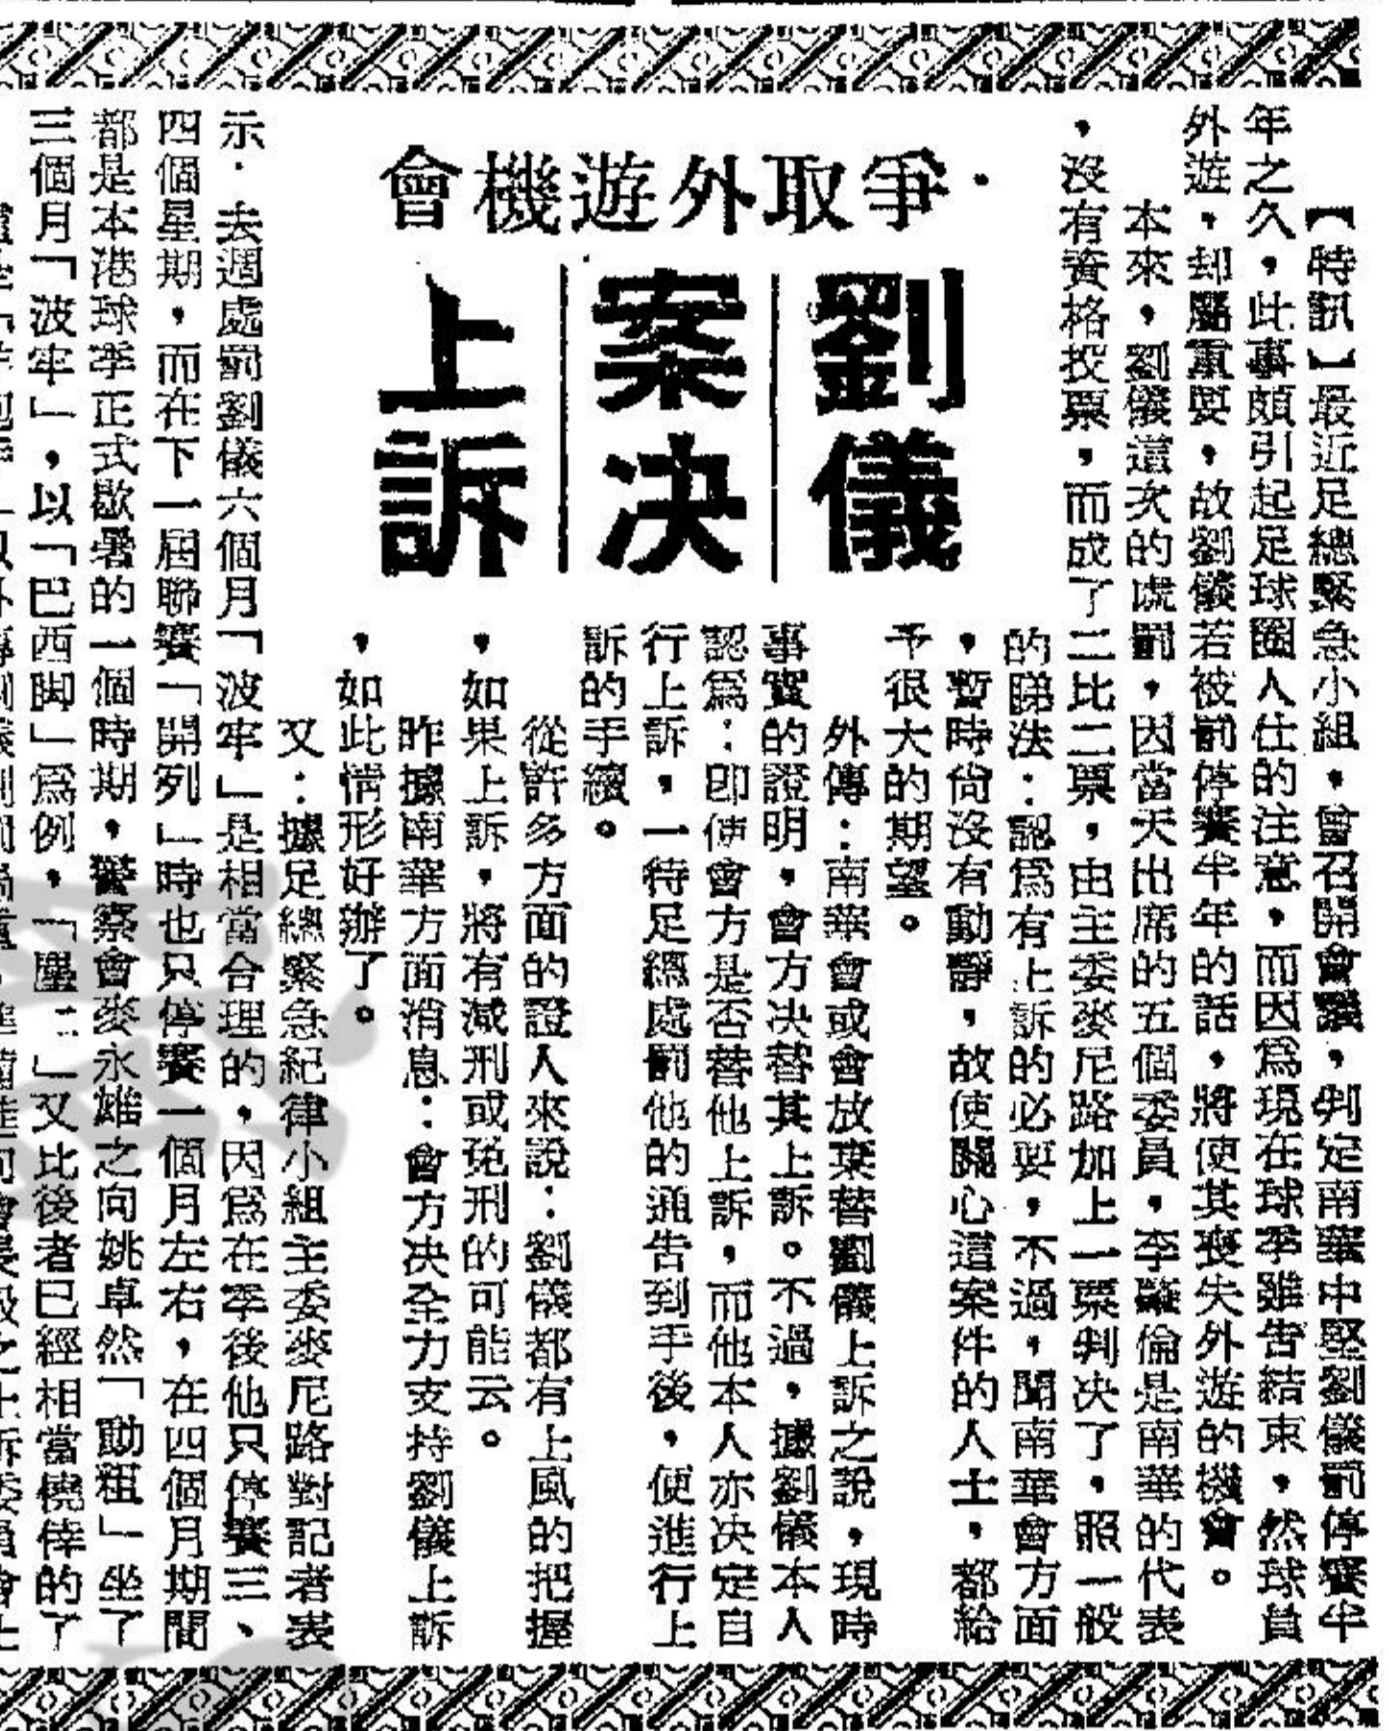 ·爭取外遊機會
劉儀
案决
上訴
【特訊】最近足總緊急小組，曾召開會議，判定南華中堅劉儀罰停賽半
年之久，此事頗引起足球圈人仕的注意，而因爲現在球季雖告結束，然球員
外遊，却屬重要，故劉儀若被罰停賽半年的話，將使其喪失外遊的機會。
本來，劉儀這次的處罰，因當天出席的五個委員，李羅倫是南華的代表
，沒有資格投票，而成了二比二票，由主委麥尼路加上一票判决了，照一般
的睇法：認爲有上訴的必要，不過，聞南華會方面
，暫時尙沒有動靜，故使關心這案件的人士，都給
予很大的期望。
外傳：南華會或會放棄替劉儀上訴之說，現時
事實的證明，會方决替其上訴。不過，據劉儀本人
認爲：卽使會方是否替他上訴，而他本人亦决定自
行上訴，一待足總處罰他的通告到手後，便進行上
訴的手續。
從許多方面的證人來說：劉儀都有上風的把握
，如果上訴，將有减刑或免刑的可能云。
昨據南華方面消息：會方决全力支持劉儀上訴
，如此情形好辦了。
又：據足總緊急紀律小組主委麥尼路對記者表
示·去週處罰劉儀六個月「波牢」是相當合理的，因爲在季後他只停賽三、
四個星期，而在下一屆聯賽「開列」時也只停賽一個月左右，在四個月期間
都是本港球季正式歇暑的一個時期，警察會麥永雄之向姚卓然「動粗」坐了
三個月「波牢」，以「巴西脚」爲例，「塵二」又比後者已經相當僥倖的了